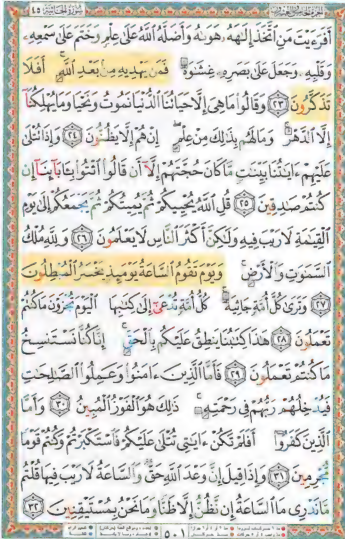 الجزء الخامس والعشرون سورة الجاثية ٤٥
أَفَرَءَيْتَ مَنِ ٱتَّخَذَ إِلَٰهَهُۥ هَوَىٰهُ وَأَضَلَّهُ ٱللَّهُ عَلَىٰ عِلْمٍ وَخَتَمَ عَلَىٰ سَمْعِهِۦ
وَقَلْبِهِۦ وَجَعَلَ عَلَىٰ بَصَرِهِۦ غِشَٰوَةً فَمَن يَهْدِيهِ مِنۢ بَعْدِ ٱللَّهِ أَفَلَا
تَذَكَّرُونَ ٢٣ وَقَالُوا۟ مَا هِىَ إِلَّا حَيَاتُنَا ٱلدُّنْيَا نَمُوتُ وَنَحْيَا وَمَا يُهْلِكُنَآ
إِلَّا ٱلدَّهْرُ وَمَا لَهُم بِذَٰلِكَ مِنْ عِلْمٍ إِنْ هُمْ إِلَّا يَظُنُّونَ ٢٤ وَإِذَا تُتْلَىٰ
عَلَيْهِمْ ءَايَٰتُنَا بَيِّنَٰتٍ مَّا كَانَ حُجَّتَهُمْ إِلَّآ أَن قَالُوا۟ ٱئْتُوا۟ بِـَٔابَآئِنَآ إِن
كُنتُمْ صَٰدِقِينَ ٢٥ قُلِ ٱللَّهُ يُحْيِيكُمْ ثُمَّ يُمِيتُكُمْ ثُمَّ يَجْمَعُكُمْ إِلَىٰ يَوْمِ
ٱلْقِيَٰمَةِ لَا رَيْبَ فِيهِ وَلَٰكِنَّ أَكْثَرَ ٱلنَّاسِ لَا يَعْلَمُونَ ٢٦ وَلِلَّهِ مُلْكُ
ٱلسَّمَٰوَٰتِ وَٱلْأَرْضِ وَيَوْمَ تَقُومُ ٱلسَّاعَةُ يَوْمَئِذٍ يَخْسَرُ ٱلْمُبْطِلُونَ
٢٧ وَتَرَىٰ كُلَّ أُمَّةٍ جَاثِيَةً كُلُّ أُمَّةٍ تُدْعَىٰٓ إِلَىٰ كِتَٰبِهَا ٱلْيَوْمَ تُجْزَوْنَ مَا كُنتُمْ
تَعْمَلُونَ ٢٨ هَٰذَا كِتَٰبُنَا يَنطِقُ عَلَيْكُم بِٱلْحَقِّ إِنَّا كُنَّا نَسْتَنسِخُ
مَا كُنتُمْ تَعْمَلُونَ ٢٩ فَأَمَّا ٱلَّذِينَ ءَامَنُوا۟ وَعَمِلُوا۟ ٱلصَّٰلِحَٰتِ
فَيُدْخِلُهُمْ رَبُّهُمْ فِى رَحْمَتِهِۦ ذَٰلِكَ هُوَ ٱلْفَوْزُ ٱلْمُبِينُ ٣٠ وَأَمَّا
ٱلَّذِينَ كَفَرُوٓا۟ أَفَلَمْ تَكُنْ ءَايَٰتِى تُتْلَىٰ عَلَيْكُمْ فَٱسْتَكْبَرْتُمْ وَكُنتُمْ قَوْمًا
مُّجْرِمِينَ ٣١ وَإِذَا قِيلَ إِنَّ وَعْدَ ٱللَّهِ حَقٌّ وَٱلسَّاعَةُ لَا رَيْبَ فِيهَا قُلْتُم
مَّا نَدْرِى مَا ٱلسَّاعَةُ إِن نَّظُنُّ إِلَّا ظَنًّا وَمَا نَحْنُ بِمُسْتَيْقِنِينَ ٣٢
٥٠١